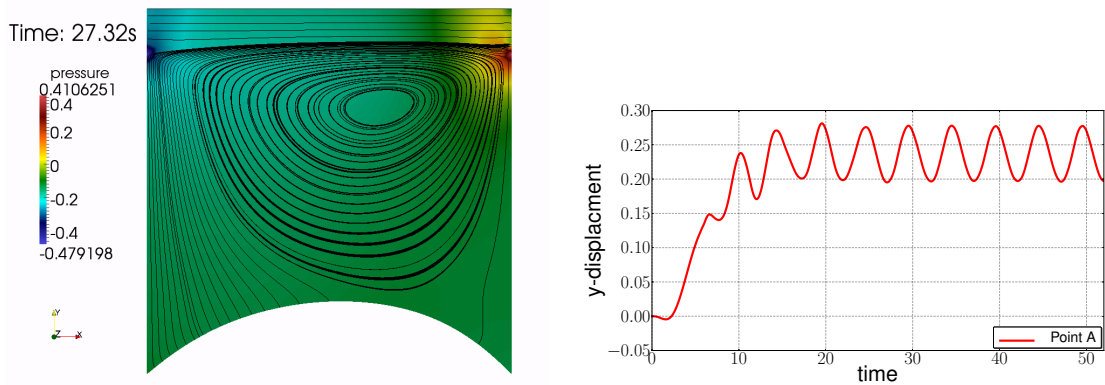 Time: 27.32s
pressure
0.4106251
0.4
0.2
0
-0.2
-0.4
-0.479198
Y
Z
X
0.30
0.25
0.20
0.15
0.10
0.05
0.00
−0.05
y-displacment
0
10
20
30
40
50
time
Point A